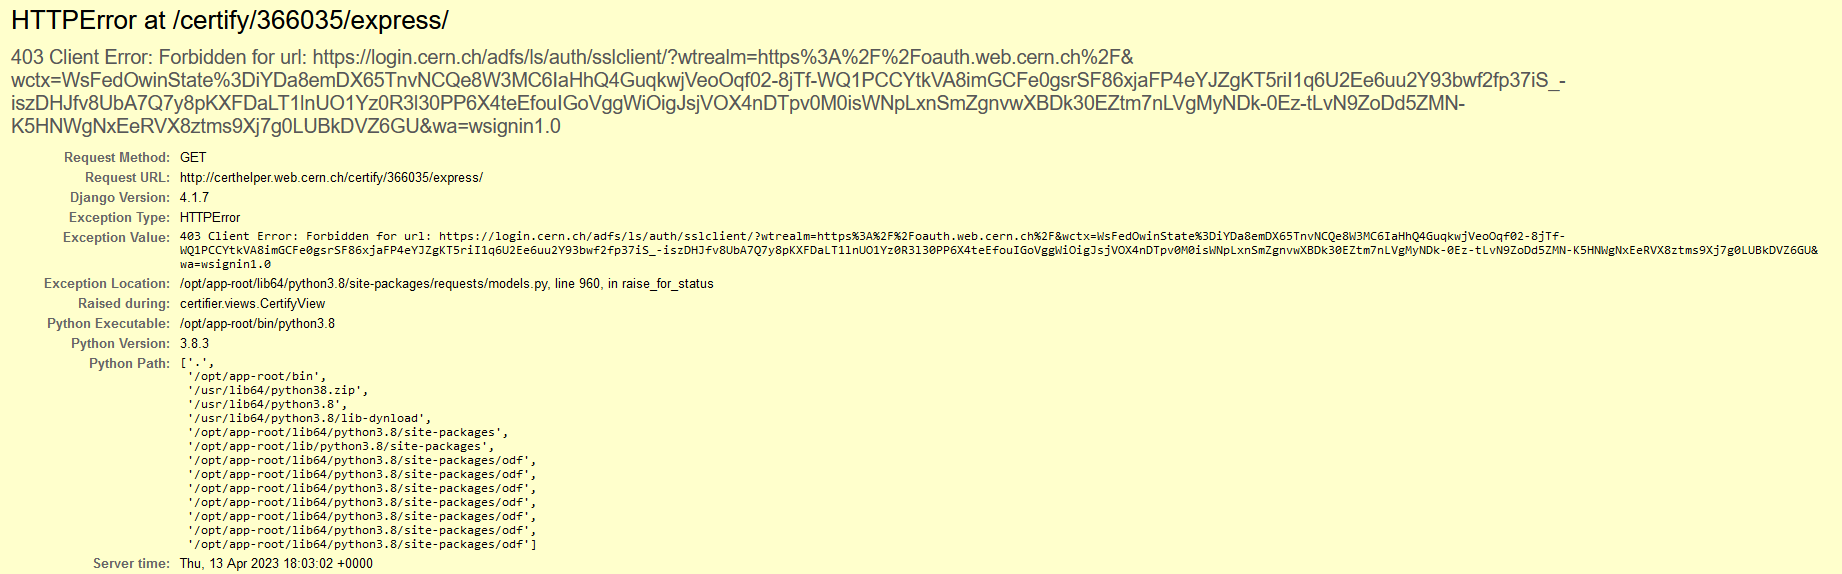 HTTPError at /certify/366035/express/
403 Client Error: Forbidden for url: https://login.cern.ch/adfs/ls/auth/sslclient/?wtrealm=https%3A%2F%2Foauth.web.cern.ch%2F&
wctx=WsFedOwinState%3DiYDa8emDX65TnvNCQe8W3MC6IaHhQ4GuqkwjVeoOqf02-8jTf-WQ1PCCYtkVA8imGCFe0gsrSF86xjaFP4eYJZgKT5riI1q6U2Ee6uu2Y93bwf2fp37iS_-
iszDHJfv8UbA7Q7y8pKXFDaLT1lnUO1Yz0R3l30PP6X4teEfouIGoVggWiOigJsjVOX4nDTpv0M0isWNpLxnSmZgnvwXBDk30EZtm7nLVgMyNDk-0Ez-tLvN9ZoDd5ZMN-
K5HNWgNxEeRVX8ztms9Xj7g0LUBkDVZ6GU&wa=wsignin1.0
Request Method: GET
Request URL: http://certhelper.web.cern.ch/certify/366035/express/
Django Version: 4.1.7
Exception Type: HTTPError
Exception Value: 403 Client Error: Forbidden for url: https://login.cern.ch/adfs/ls/auth/sslclient/?wtrealm=https%3A%2F%2Foauth.web.cern.ch%2F&wctx=WsFedOwinState%3DiYDa8emDX65TnvNCQe8W3MC6IaHhQ4GuqkwjVeoOqf02-8jTf-
WQ1PCCYtkVA8imGCFe0gsrSF86xjaFP4eYJZgKT5riI1q6U2Ee6uu2Y93bwf2fp37iS_-iszDHJfv8UbA7Q7y8pKXFDaLT1lnUO1Yz0R3l30PP6X4teEfouIGoVggWiOigJsjVOX4nDTpv0M0isWNpLxnSmZgnvwXBDk30EZtm7nLVgMyNDk-0Ez-tLvN9ZoDd5ZMN-K5HNWgNxEeRVX8ztms9Xj7g0LUBkDVZ6GU&
wa=wsignin1.0
Exception Location: /opt/app-root/lib64/python3.8/site-packages/requests/models.py, line 960, in raise_for_status
Raised during: certifier.views.CertifyView
Python Executable: /opt/app-root/bin/python3.8
Python Version: 3.8.3
Python Path: ['.',
'/opt/app-root/bin',
'/usr/lib64/python38.zip',
'/usr/lib64/python3.8',
'/usr/lib64/python3.8/lib-dynload',
'/opt/app-root/lib64/python3.8/site-packages',
'/opt/app-root/lib/python3.8/site-packages',
'/opt/app-root/lib64/python3.8/site-packages/odf',
'/opt/app-root/lib64/python3.8/site-packages/odf',
'/opt/app-root/lib64/python3.8/site-packages/odf',
'/opt/app-root/lib64/python3.8/site-packages/odf',
'/opt/app-root/lib64/python3.8/site-packages/odf',
'/opt/app-root/lib64/python3.8/site-packages/odf',
'/opt/app-root/lib64/python3.8/site-packages/odf']
Server time: Thu, 13 Apr 2023 18:03:02 +0000